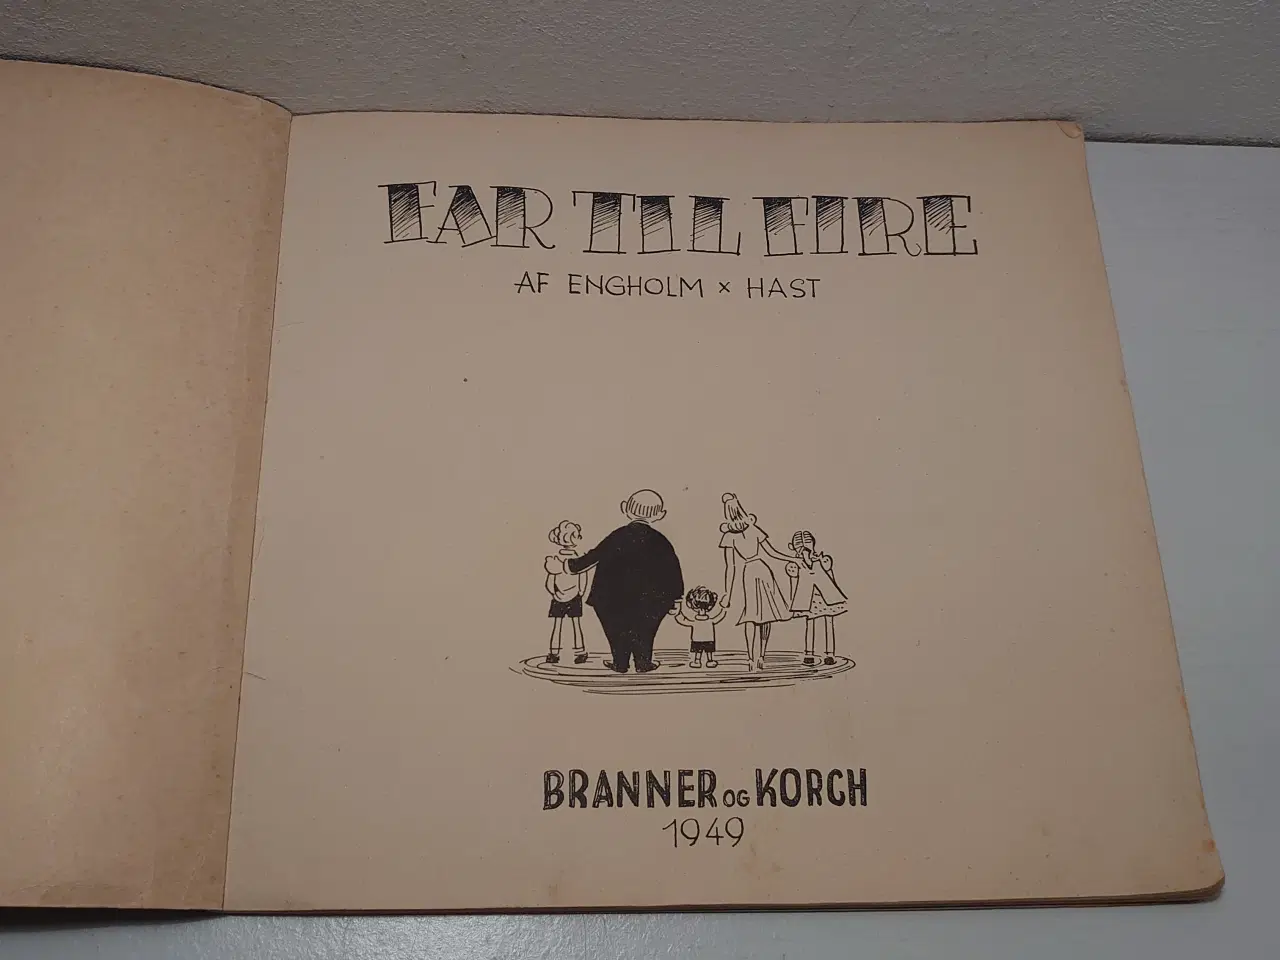 FAR TIL FIRE
AF ENGHOLM × HAST
BRANNER OG KORCH
1949